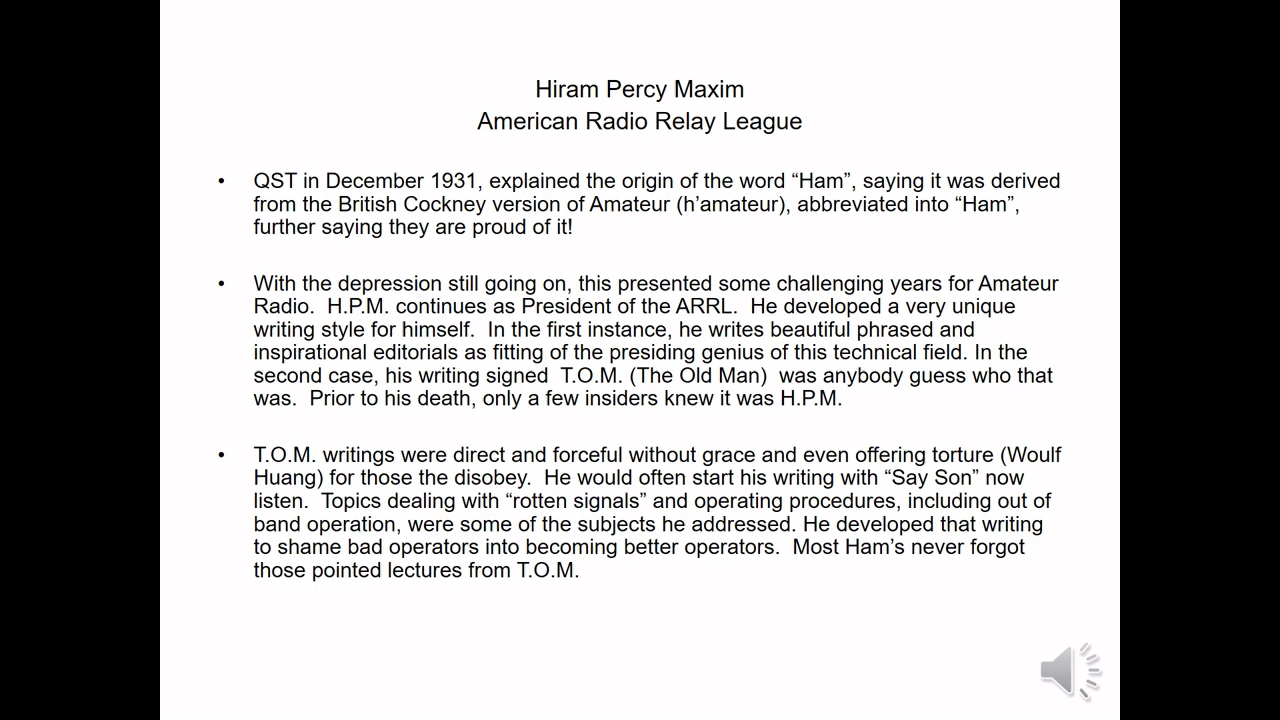 Hiram Percy Maxim
American Radio Relay League
• QST in December 1931, explained the origin of the word “Ham”, saying it was derived
from the British Cockney version of Amateur (h’amateur), abbreviated into “Ham”,
further saying they are proud of it!
• With the depression still going on, this presented some challenging years for Amateur
Radio.  H.P.M. continues as President of the ARRL.  He developed a very unique
writing style for himself.  In the first instance, he writes beautiful phrased and
inspirational editorials as fitting of the presiding genius of this technical field. In the
second case, his writing signed  T.O.M. (The Old Man)  was anybody guess who that
was.  Prior to his death, only a few insiders knew it was H.P.M.
• T.O.M. writings were direct and forceful without grace and even offering torture (Woulf
Huang) for those the disobey.  He would often start his writing with “Say Son” now
listen.  Topics dealing with “rotten signals” and operating procedures, including out of
band operation, were some of the subjects he addressed. He developed that writing
to shame bad operators into becoming better operators.  Most Ham’s never forgot
those pointed lectures from T.O.M.